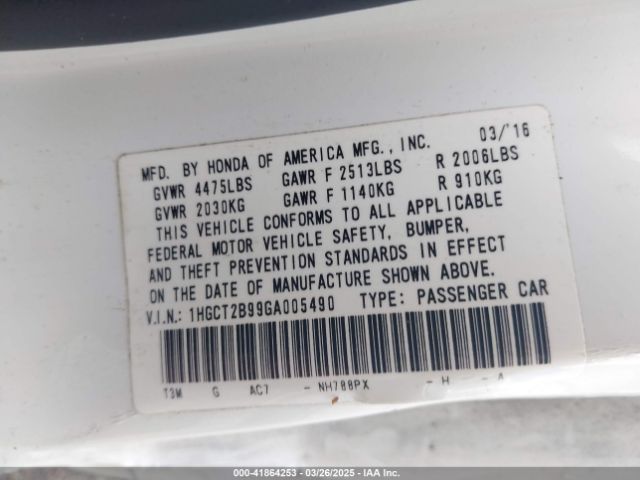 03/'16
MFD. BY HONDA OF AMERICA MFG., INC.
GVWR 4475LBS GAWR F 2513LBS R 2006LBS
GVWR 2030KG GAWR F 1140KG R 910KG
THIS VEHICLE CONFORMS TO ALL APPLICABLE
FEDERAL MOTOR VEHICLE SAFETY, BUMPER,
AND THEFT PREVENTION STANDARDS IN EFFECT
ON THE DATE OF MANUFACTURE SHOWN ABOVE.
V.I.N.: 1HGCT2B99GA005490 TYPE: PASSENGER CAR
T3M G AC7 - NH788PX - H - A
000-41864253 | 03/26/2025 | IAA Inc.